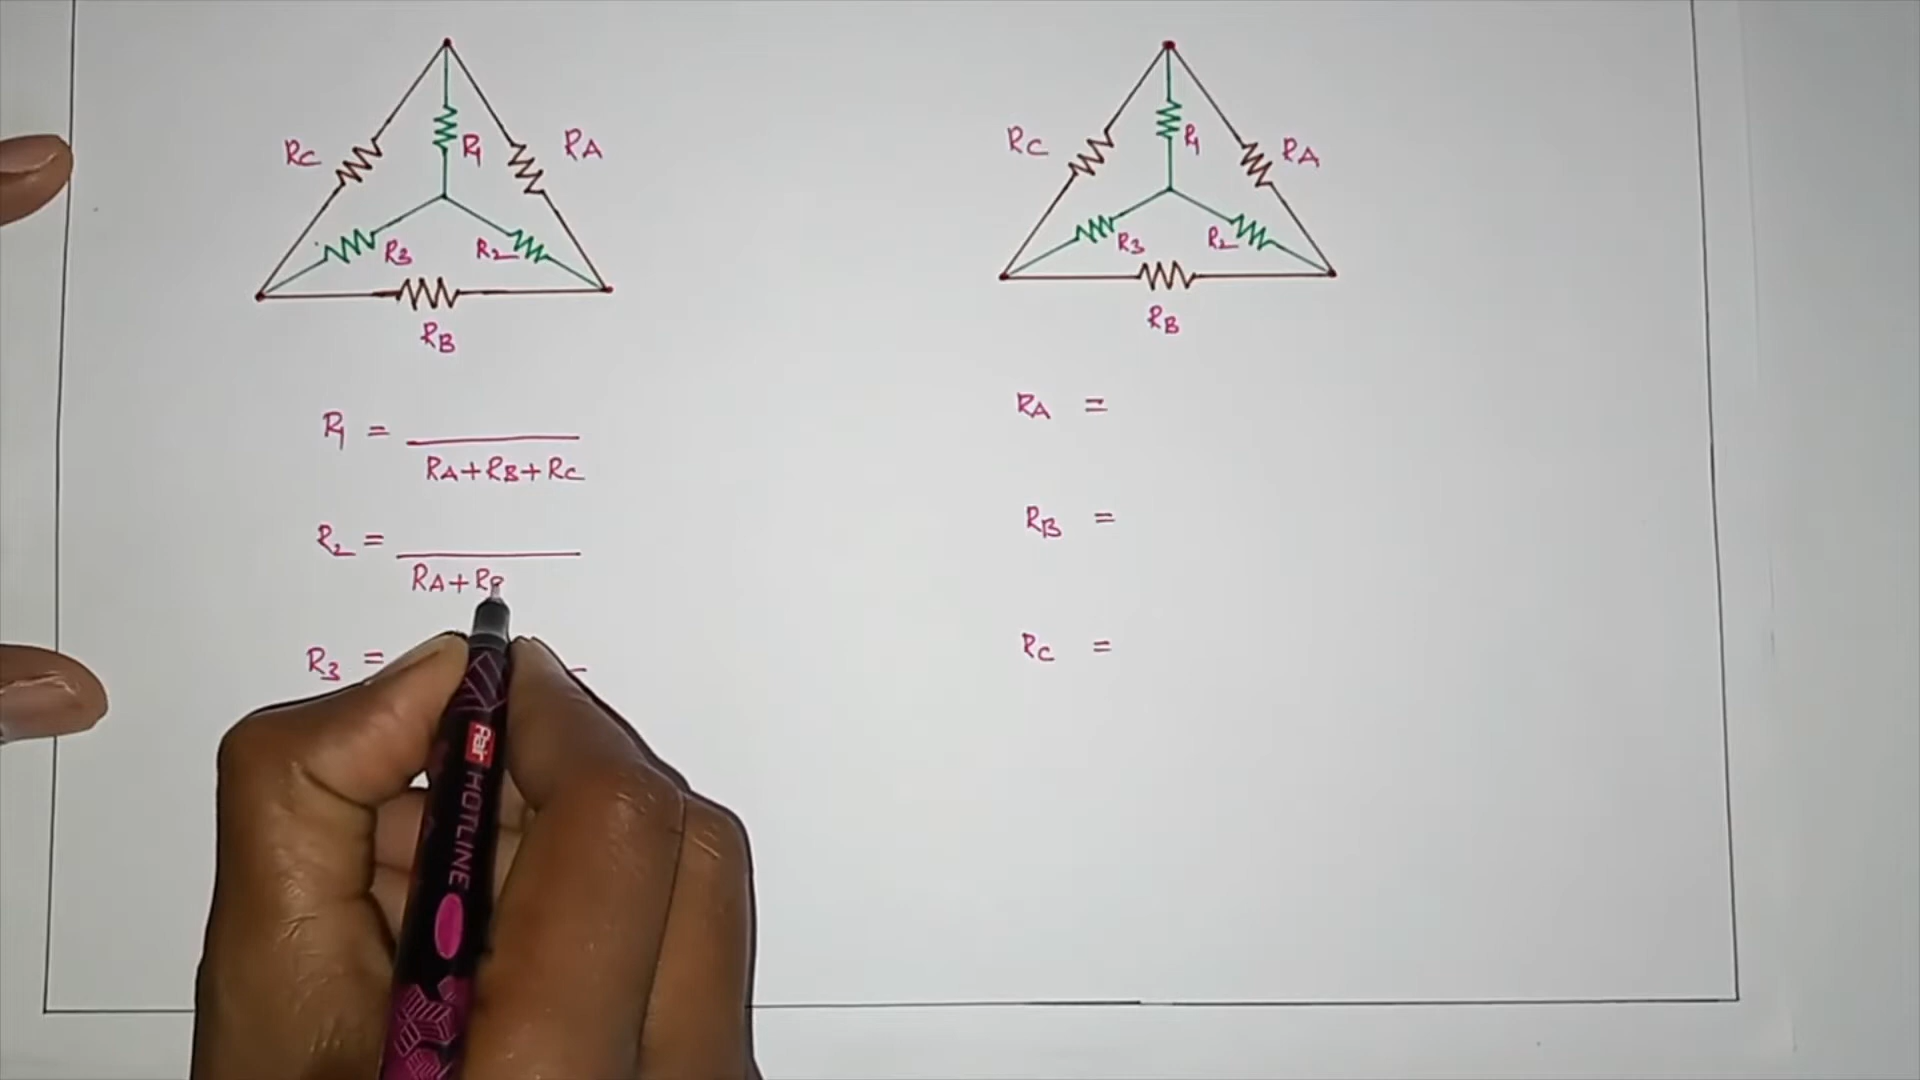 RC
R1
RA
R3
R2
RB
R1 =
RA+RB+RC
R2 =
RA+RB
R3 =
RC
R1
RA
R3
R2
RB
RA =
RB =
RC =
Flair HOTLINE